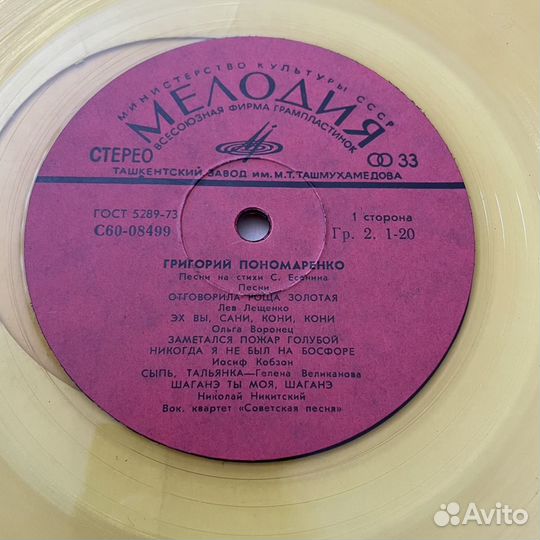 МИНИСТЕРСТВО КУЛЬТУРЫ СССР
МЕЛОДИЯ
ВСЕСОЮЗНАЯ ФИРМА ГРАМПЛАСТИНОК
СТЕРЕО
33
ТАШКЕНТСКИЙ ЗАВОД им. М.Т.ТАШМУХАМЕДОВА
ГОСТ 5289-73
1 сторона
С60-08499
Гр. 2. 1-20
ГРИГОРИЙ ПОНОМАРЕНКО
Песни на стихи С. Есенина
Песни
ОТГОВОРИЛА РОЩА ЗОЛОТАЯ
Лев Лещенко
ЭХ ВЫ, САНИ, КОНИ, КОНИ
Ольга Воронец
ЗАМЕТАЛСЯ ПОЖАР ГОЛУБОЙ
НИКОГДА Я НЕ БЫЛ НА БОСФОРЕ
Иосиф Кобзон
СЫПЬ, ТАЛЬЯНКА—Гелена Великанова
ШАГАНЭ ТЫ МОЯ, ШАГАНЭ
Николай Никитский
Вок. квартет «Советская песня»
Avito